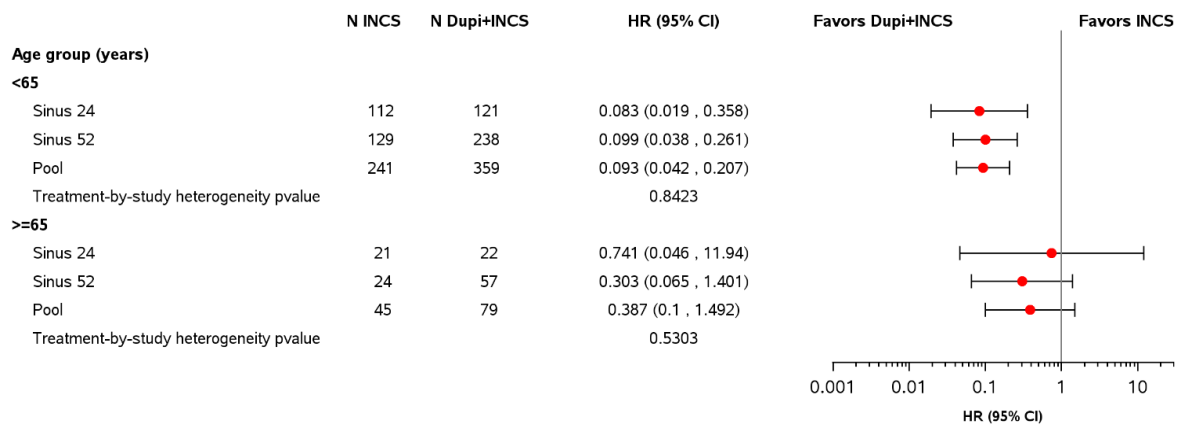 N INCS N Dupi+INCS HR (95% CI) Favors Dupi+INCS Favors INCS
Age group (years)
<65
Sinus 24 112 121 0.083 (0.019 , 0.358)
Sinus 52 129 238 0.099 (0.038 , 0.261)
Pool 241 359 0.093 (0.042 , 0.207)
Treatment-by-study heterogeneity pvalue 0.8423
>=65
Sinus 24 21 22 0.741 (0.046 , 11.94)
Sinus 52 24 57 0.303 (0.065 , 1.401)
Pool 45 79 0.387 (0.1 , 1.492)
Treatment-by-study heterogeneity pvalue 0.5303
0.001 0.01 0.1 1 10
HR (95% CI)